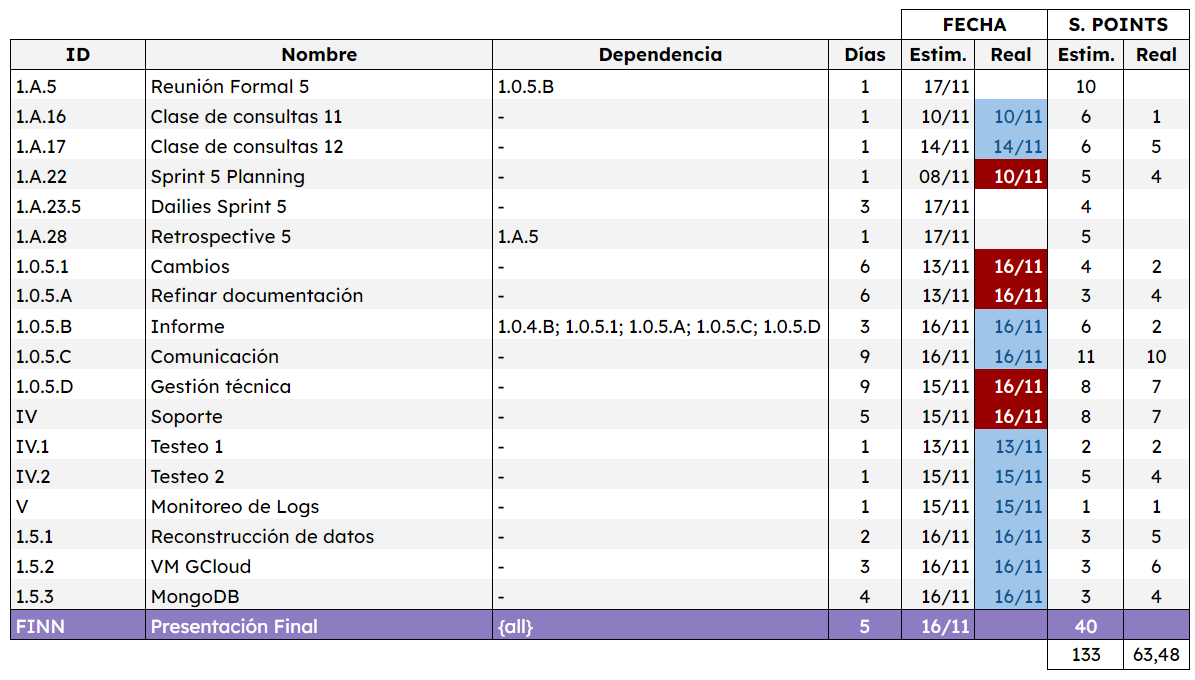 FECHA S. POINTS
ID Nombre Dependencia Días Estim. Real Estim. Real
1.A.5 Reunión Formal 5 1.0.5.B 1 17/11 10
1.A.16 Clase de consultas 11 - 1 10/11 10/11 6 1
1.A.17 Clase de consultas 12 - 1 14/11 14/11 6 5
1.A.22 Sprint 5 Planning - 1 08/11 10/11 5 4
1.A.23.5 Dailies Sprint 5 - 3 17/11 4
1.A.28 Retrospective 5 1.A.5 1 17/11 5
1.0.5.1 Cambios - 6 13/11 16/11 4 2
1.0.5.A Refinar documentación - 6 13/11 16/11 3 4
1.0.5.B Informe 1.0.4.B; 1.0.5.1; 1.0.5.A; 1.0.5.C; 1.0.5.D 3 16/11 16/11 6 2
1.0.5.C Comunicación - 9 16/11 16/11 11 10
1.0.5.D Gestión técnica - 9 15/11 16/11 8 7
IV Soporte - 5 15/11 16/11 8 7
IV.1 Testeo 1 - 1 13/11 13/11 2 2
IV.2 Testeo 2 - 1 15/11 15/11 5 4
V Monitoreo de Logs - 1 15/11 15/11 1 1
1.5.1 Reconstrucción de datos - 2 16/11 16/11 3 5
1.5.2 VM GCloud - 3 16/11 16/11 3 6
1.5.3 MongoDB - 4 16/11 16/11 3 4
FINN Presentación Final {all} 5 16/11 40
133 63,48